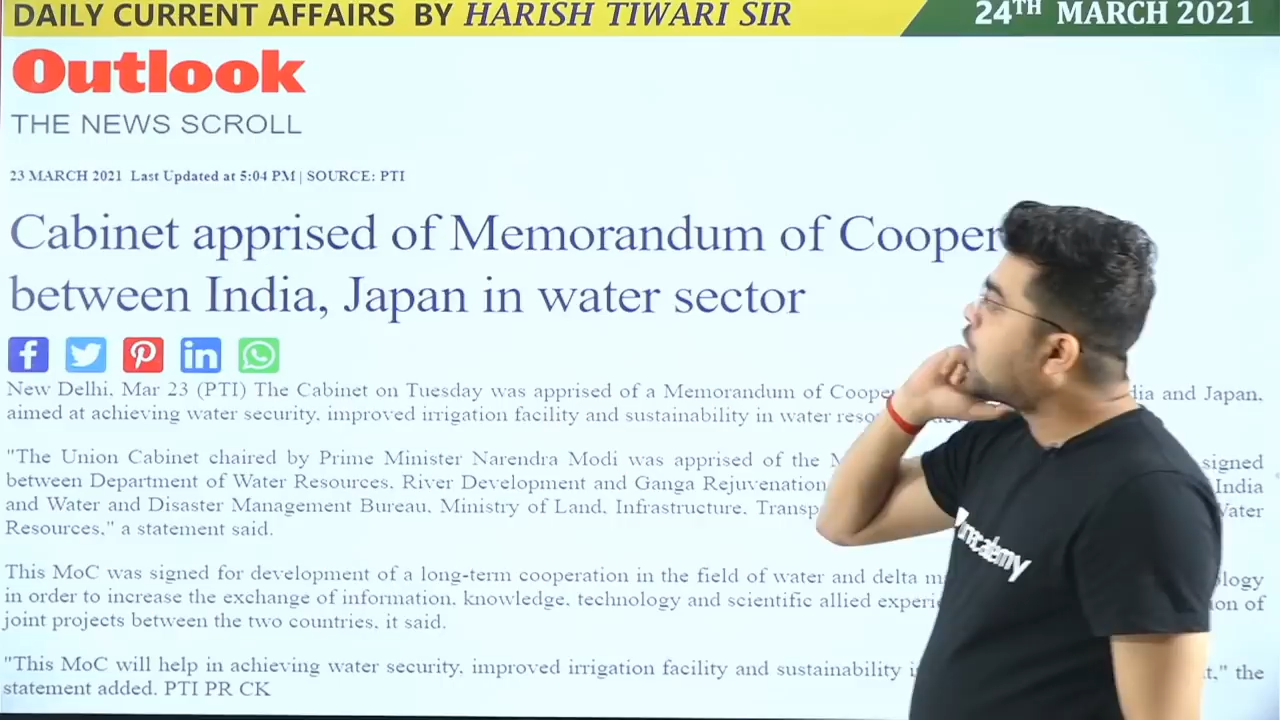 DAILY CURRENT AFFAIRS BY HARISH TIWARI SIR
24TH MARCH 2021
Outlook
THE NEWS SCROLL
23 MARCH 2021 Last Updated at 5:04 PM | SOURCE: PTI
Cabinet apprised of Memorandum of Cooper
between India, Japan in water sector
New Delhi, Mar 23 (PTI) The Cabinet on Tuesday was apprised of a Memorandum of Cooper dia and Japan,
aimed at achieving water security, improved irrigation facility and sustainability in water reso
"The Union Cabinet chaired by Prime Minister Narendra Modi was apprised of the M signed
between Department of Water Resources, River Development and Ganga Rejuvenation India
and Water and Disaster Management Bureau, Ministry of Land, Infrastructure, Transp Water
Resources," a statement said.
This MoC was signed for development of a long-term cooperation in the field of water and delta m ology
in order to increase the exchange of information, knowledge, technology and scientific allied experie ion of
joint projects between the two countries, it said.
"This MoC will help in achieving water security, improved irrigation facility and sustainability i t," the
statement added. PTI PR CK
unacademy